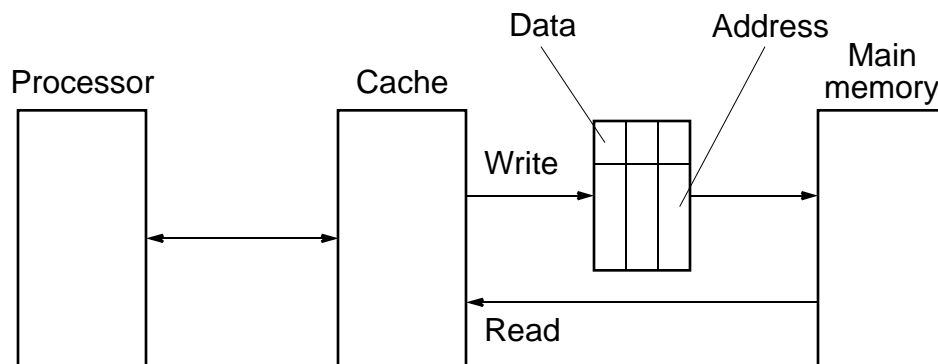 Data
Address
Main
memory
Processor
Cache
Write
Read